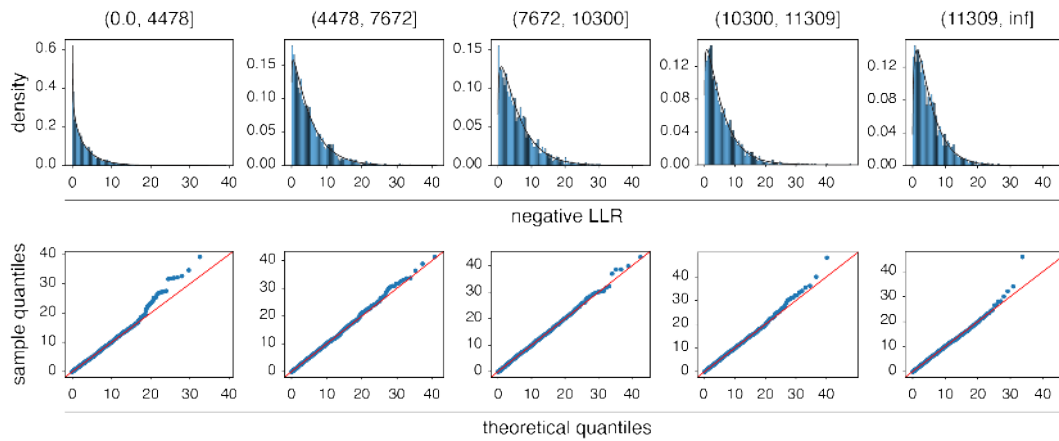 (0.0, 4478] (4478, 7672] (7672, 10300] (10300, 11309] (11309, inf]
density
0.6 0.4 0.2 0.0
0.15 0.10 0.05 0.00
0.15 0.10 0.05 0.00
0.12 0.08 0.04 0.00
0.12 0.08 0.04 0.00
0 10 20 30 40 0 10 20 30 40 0 10 20 30 40 0 10 20 30 40 0 10 20 30 40
negative LLR
sample quantiles
40 30 20 10 0
40 30 20 10 0
40 30 20 10 0
50 40 30 20 10 0
40 30 20 10 0
0 10 20 30 40 0 10 20 30 40 0 10 20 30 40 0 10 20 30 40 0 10 20 30 40
theoretical quantiles